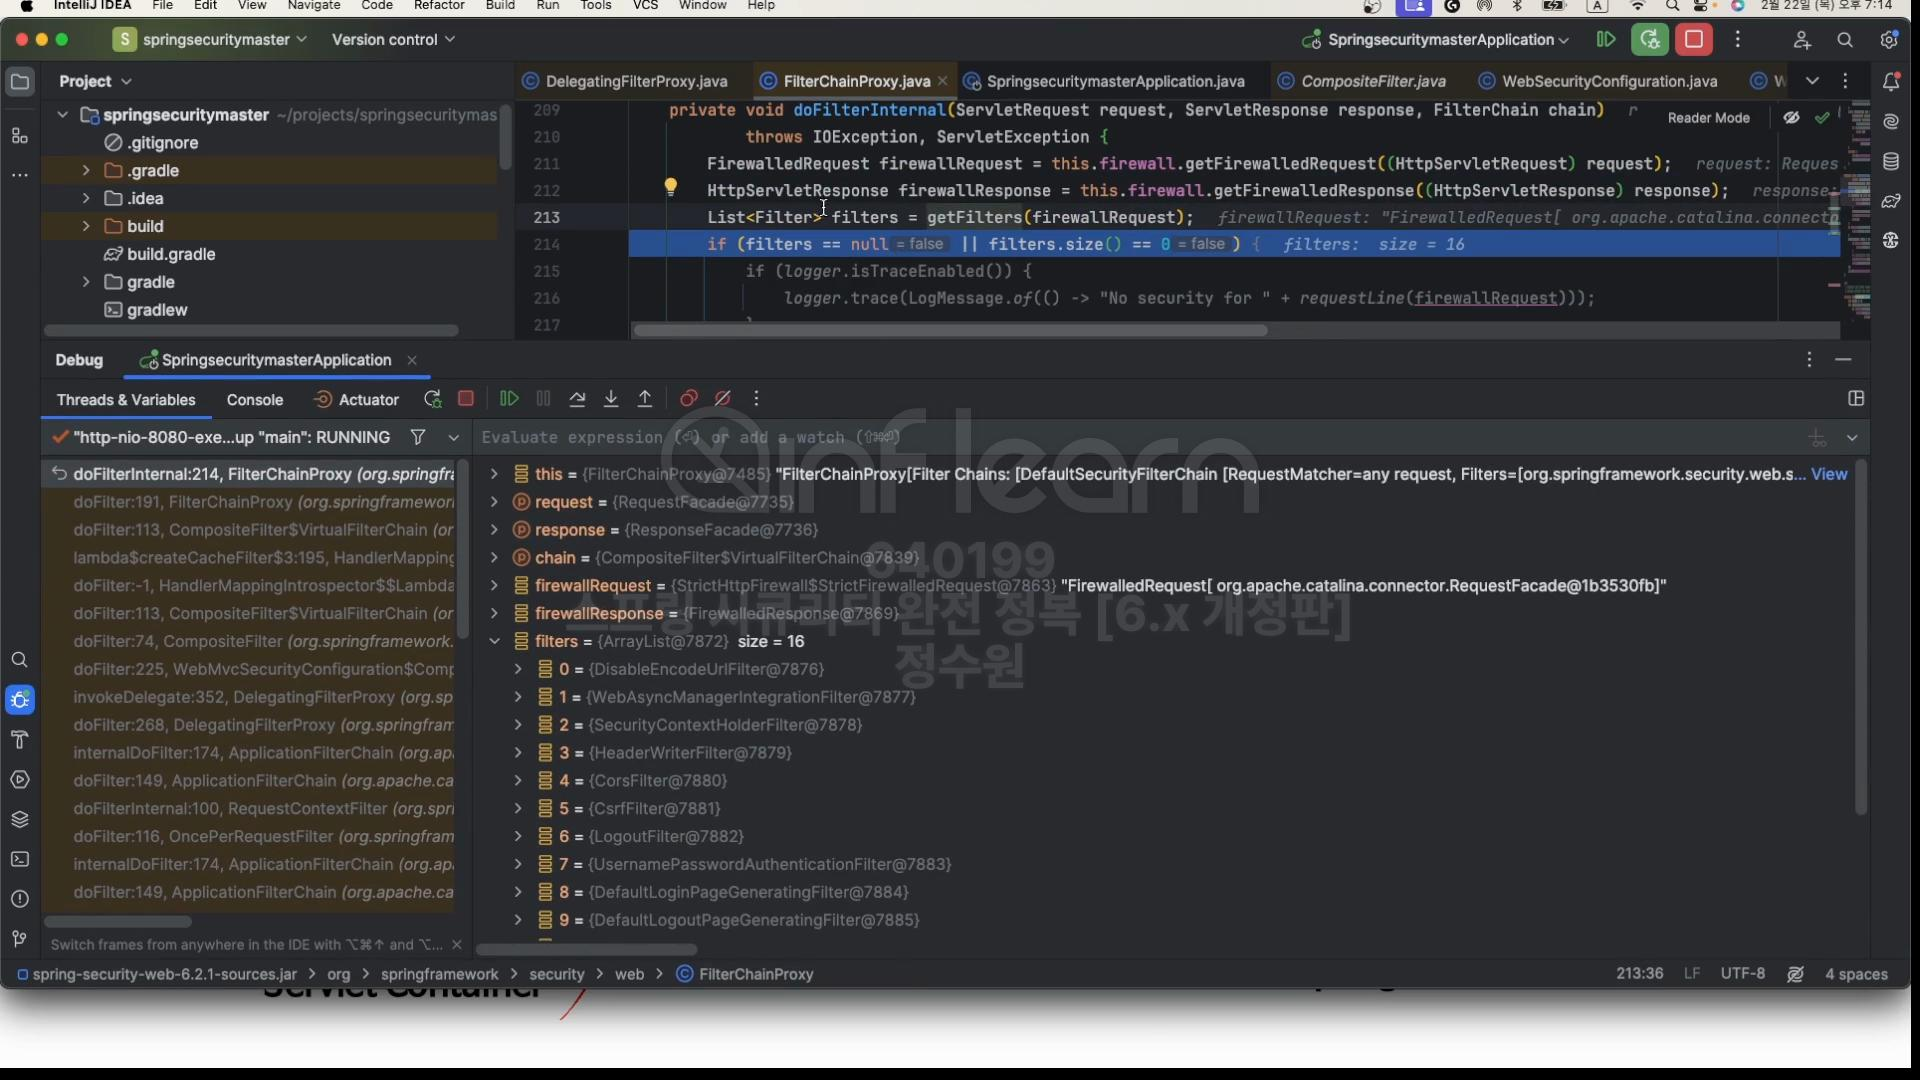 IntelliJ IDEA File Edit View Navigate Code Refactor Build Run Tools VCS Window Help A 2월 22일 (목) 오후 7:14
S springsecuritymaster Version control SpringsecuritymasterApplication
Project DelegatingFilterProxy.java FilterChainProxy.java SpringsecuritymasterApplication.java CompositeFilter.java WebSecurityConfiguration.java W
springsecuritymaster ~/projects/springsecuritymas
.gitignore
.gradle
.idea
build
build.gradle
gradle
gradlew
Reader Mode
209 private void doFilterInternal(ServletRequest request, ServletResponse response, FilterChain chain) r
210 throws IOException, ServletException {
211 FirewalledRequest firewallRequest = this.firewall.getFirewalledRequest((HttpServletRequest) request); request: Reques
212 HttpServletResponse firewallResponse = this.firewall.getFirewalledResponse((HttpServletResponse) response); response:
213 List<Filter> filters = getFilters(firewallRequest); firewallRequest: "FirewalledRequest[ org.apache.catalina.connecto
214 if (filters == null = false || filters.size() == 0 = false ) { filters: size = 16
215 if (logger.isTraceEnabled()) {
216 logger.trace(LogMessage.of(() -> "No security for " + requestLine(firewallRequest)));
217
Debug SpringsecuritymasterApplication
Threads & Variables Console Actuator
"http-nio-8080-exe...up "main": RUNNING
Evaluate expression (⏎) or add a watch (⇧⌘⏎)
doFilterInternal:214, FilterChainProxy (org.springfra
doFilter:191, FilterChainProxy (org.springframewor
doFilter:113, CompositeFilter$VirtualFilterChain (or
lambda$createCacheFilter$3:195, HandlerMapping
doFilter:-1, HandlerMappingIntrospector$$Lambda
doFilter:113, CompositeFilter$VirtualFilterChain (or
doFilter:74, CompositeFilter (org.springframework.
doFilter:225, WebMvcSecurityConfiguration$Comp
invokeDelegate:352, DelegatingFilterProxy (org.sp
doFilter:268, DelegatingFilterProxy (org.springfram
internalDoFilter:174, ApplicationFilterChain (org.ap
doFilter:149, ApplicationFilterChain (org.apache.ca
doFilterInternal:100, RequestContextFilter (org.spri
doFilter:116, OncePerRequestFilter (org.springfram
internalDoFilter:174, ApplicationFilterChain (org.ap
doFilter:149, ApplicationFilterChain (org.apache.ca
Switch frames from anywhere in the IDE with ⌥⌘↑ and ⌥...
this = {FilterChainProxy@7485} "FilterChainProxy[Filter Chains: [DefaultSecurityFilterChain [RequestMatcher=any request, Filters=[org.springframework.security.web.s... View
request = {RequestFacade@7735}
response = {ResponseFacade@7736}
chain = {CompositeFilter$VirtualFilterChain@7839}
firewallRequest = {StrictHttpFirewall$StrictFirewalledRequest@7863} "FirewalledRequest[ org.apache.catalina.connector.RequestFacade@1b3530fb]"
firewallResponse = {FirewalledResponse@7869}
filters = {ArrayList@7872} size = 16
0 = {DisableEncodeUrlFilter@7876}
1 = {WebAsyncManagerIntegrationFilter@7877}
2 = {SecurityContextHolderFilter@7878}
3 = {HeaderWriterFilter@7879}
4 = {CorsFilter@7880}
5 = {CsrfFilter@7881}
6 = {LogoutFilter@7882}
7 = {UsernamePasswordAuthenticationFilter@7883}
8 = {DefaultLoginPageGeneratingFilter@7884}
9 = {DefaultLogoutPageGeneratingFilter@7885}
inflearn
640199
스프링 시큐리티 완전 정복 [6.x 개정판]
정수원
spring-security-web-6.2.1-sources.jar > org > springframework > security > web > FilterChainProxy 213:36 LF UTF-8 4 spaces
Servlet Container